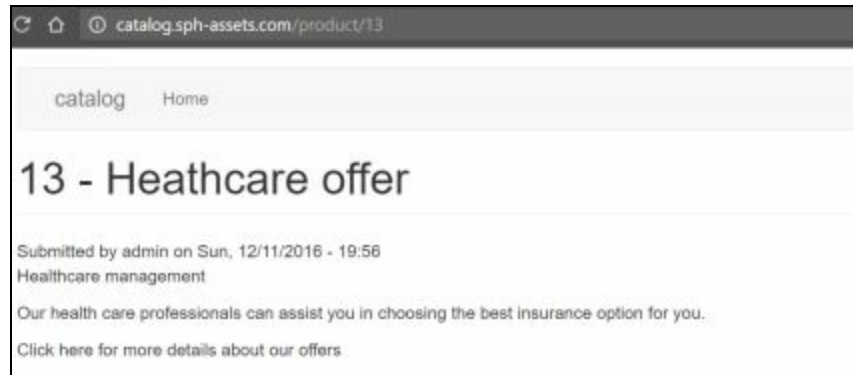 catalog.sph-assets.com/product/13
catalog Home
13 - Heathcare offer
Submitted by admin on Sun, 12/11/2016 - 19:56
Healthcare management
Our health care professionals can assist you in choosing the best insurance option for you.
Click here for more details about our offers